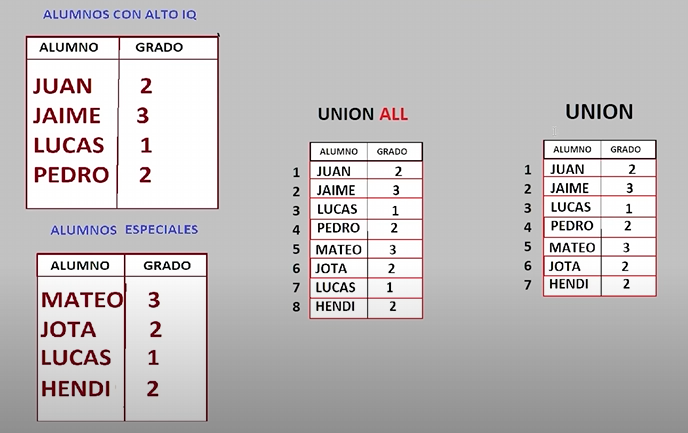 ALUMNOS CON ALTO IQ
ALUMNO GRADO
JUAN 2
JAIME 3
LUCAS 1
PEDRO 2
ALUMNOS ESPECIALES
ALUMNO GRADO
MATEO 3
JOTA 2
LUCAS 1
HENDI 2
UNION ALL
ALUMNO GRADO
1 JUAN 2
2 JAIME 3
3 LUCAS 1
4 PEDRO 2
5 MATEO 3
6 JOTA 2
7 LUCAS 1
8 HENDI 2
UNION
ALUMNO GRADO
1 JUAN 2
2 JAIME 3
3 LUCAS 1
4 PEDRO 2
5 MATEO 3
6 JOTA 2
7 HENDI 2